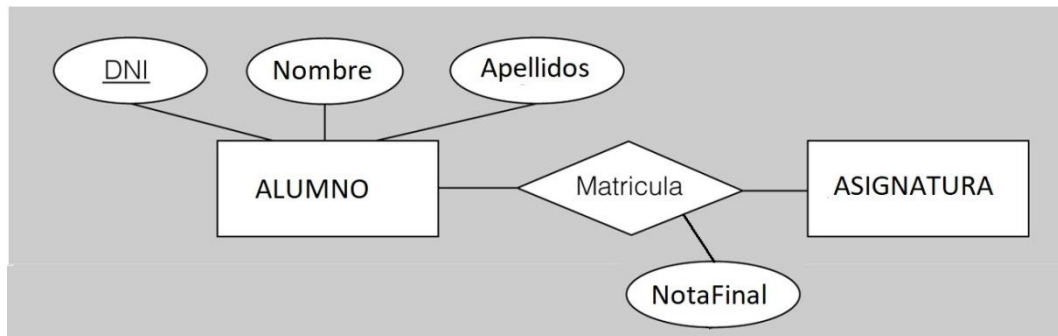 DNI
Nombre
Apellidos
ALUMNO
Matricula
ASIGNATURA
NotaFinal